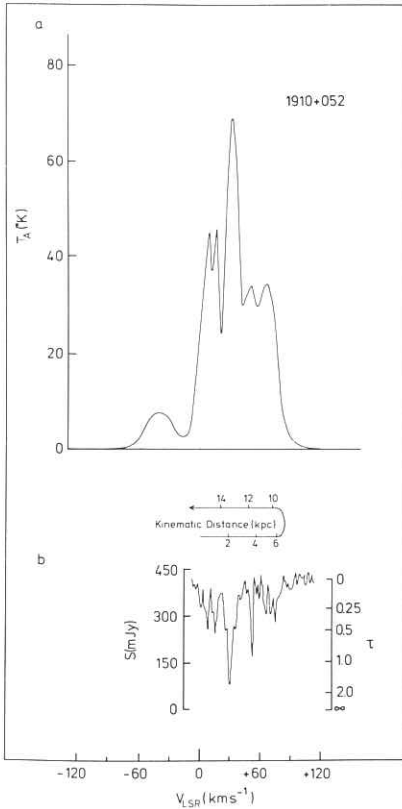 a
80
60
40
20
0
T_A (°K)
1910+052
14 12 10
Kinematic Distance (kpc)
2 4 6
b
450
300
150
0
S(mJy)
0
0.25
0.5
1.0
2.0
∞
τ
-120 -60 0 +60 +120
V_LSR (kms⁻¹)